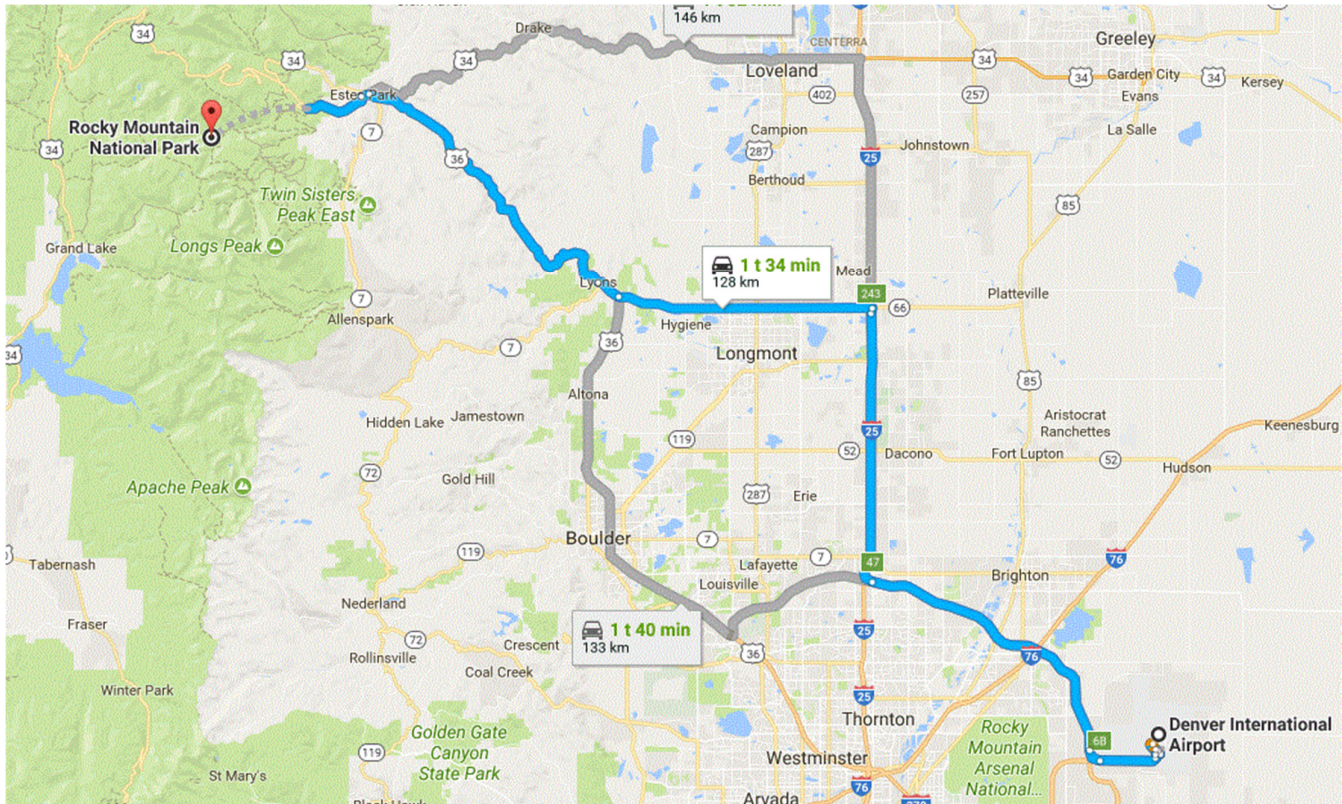 146 km
34
Drake
34
34
CENTERRA
Greeley
Loveland
34
34
Garden City
34
Kersey
Evans
402
257
Estes Park
Rocky Mountain
National Park
7
Campion
La Salle
34
36
287
25
Johnstown
Berthoud
Twin Sisters
Peak East
85
Grand Lake
Longs Peak
1 t 34 min
128 km
Mead
Lyons
243
Platteville
7
66
Allenspark
Hygiene
34
7
36
Longmont
85
Altona
Hidden Lake
Jamestown
Aristocrat
Ranchettes
25
Keenesburg
119
52
Dacono
Fort Lupton
52
Hudson
72
Gold Hill
Apache Peak
287
Erie
Boulder
7
119
Lafayette
7
47
76
Tabernash
Louisville
Brighton
Nederland
Fraser
1 t 40 min
133 km
25
72
Crescent
36
76
Rollinsville
Coal Creek
Winter Park
25
Thornton
Denver International
Airport
Golden Gate
Canyon
State Park
Rocky
Mountain
Arsenal
National...
6B
119
Westminster
St Mary's
76
Arvada